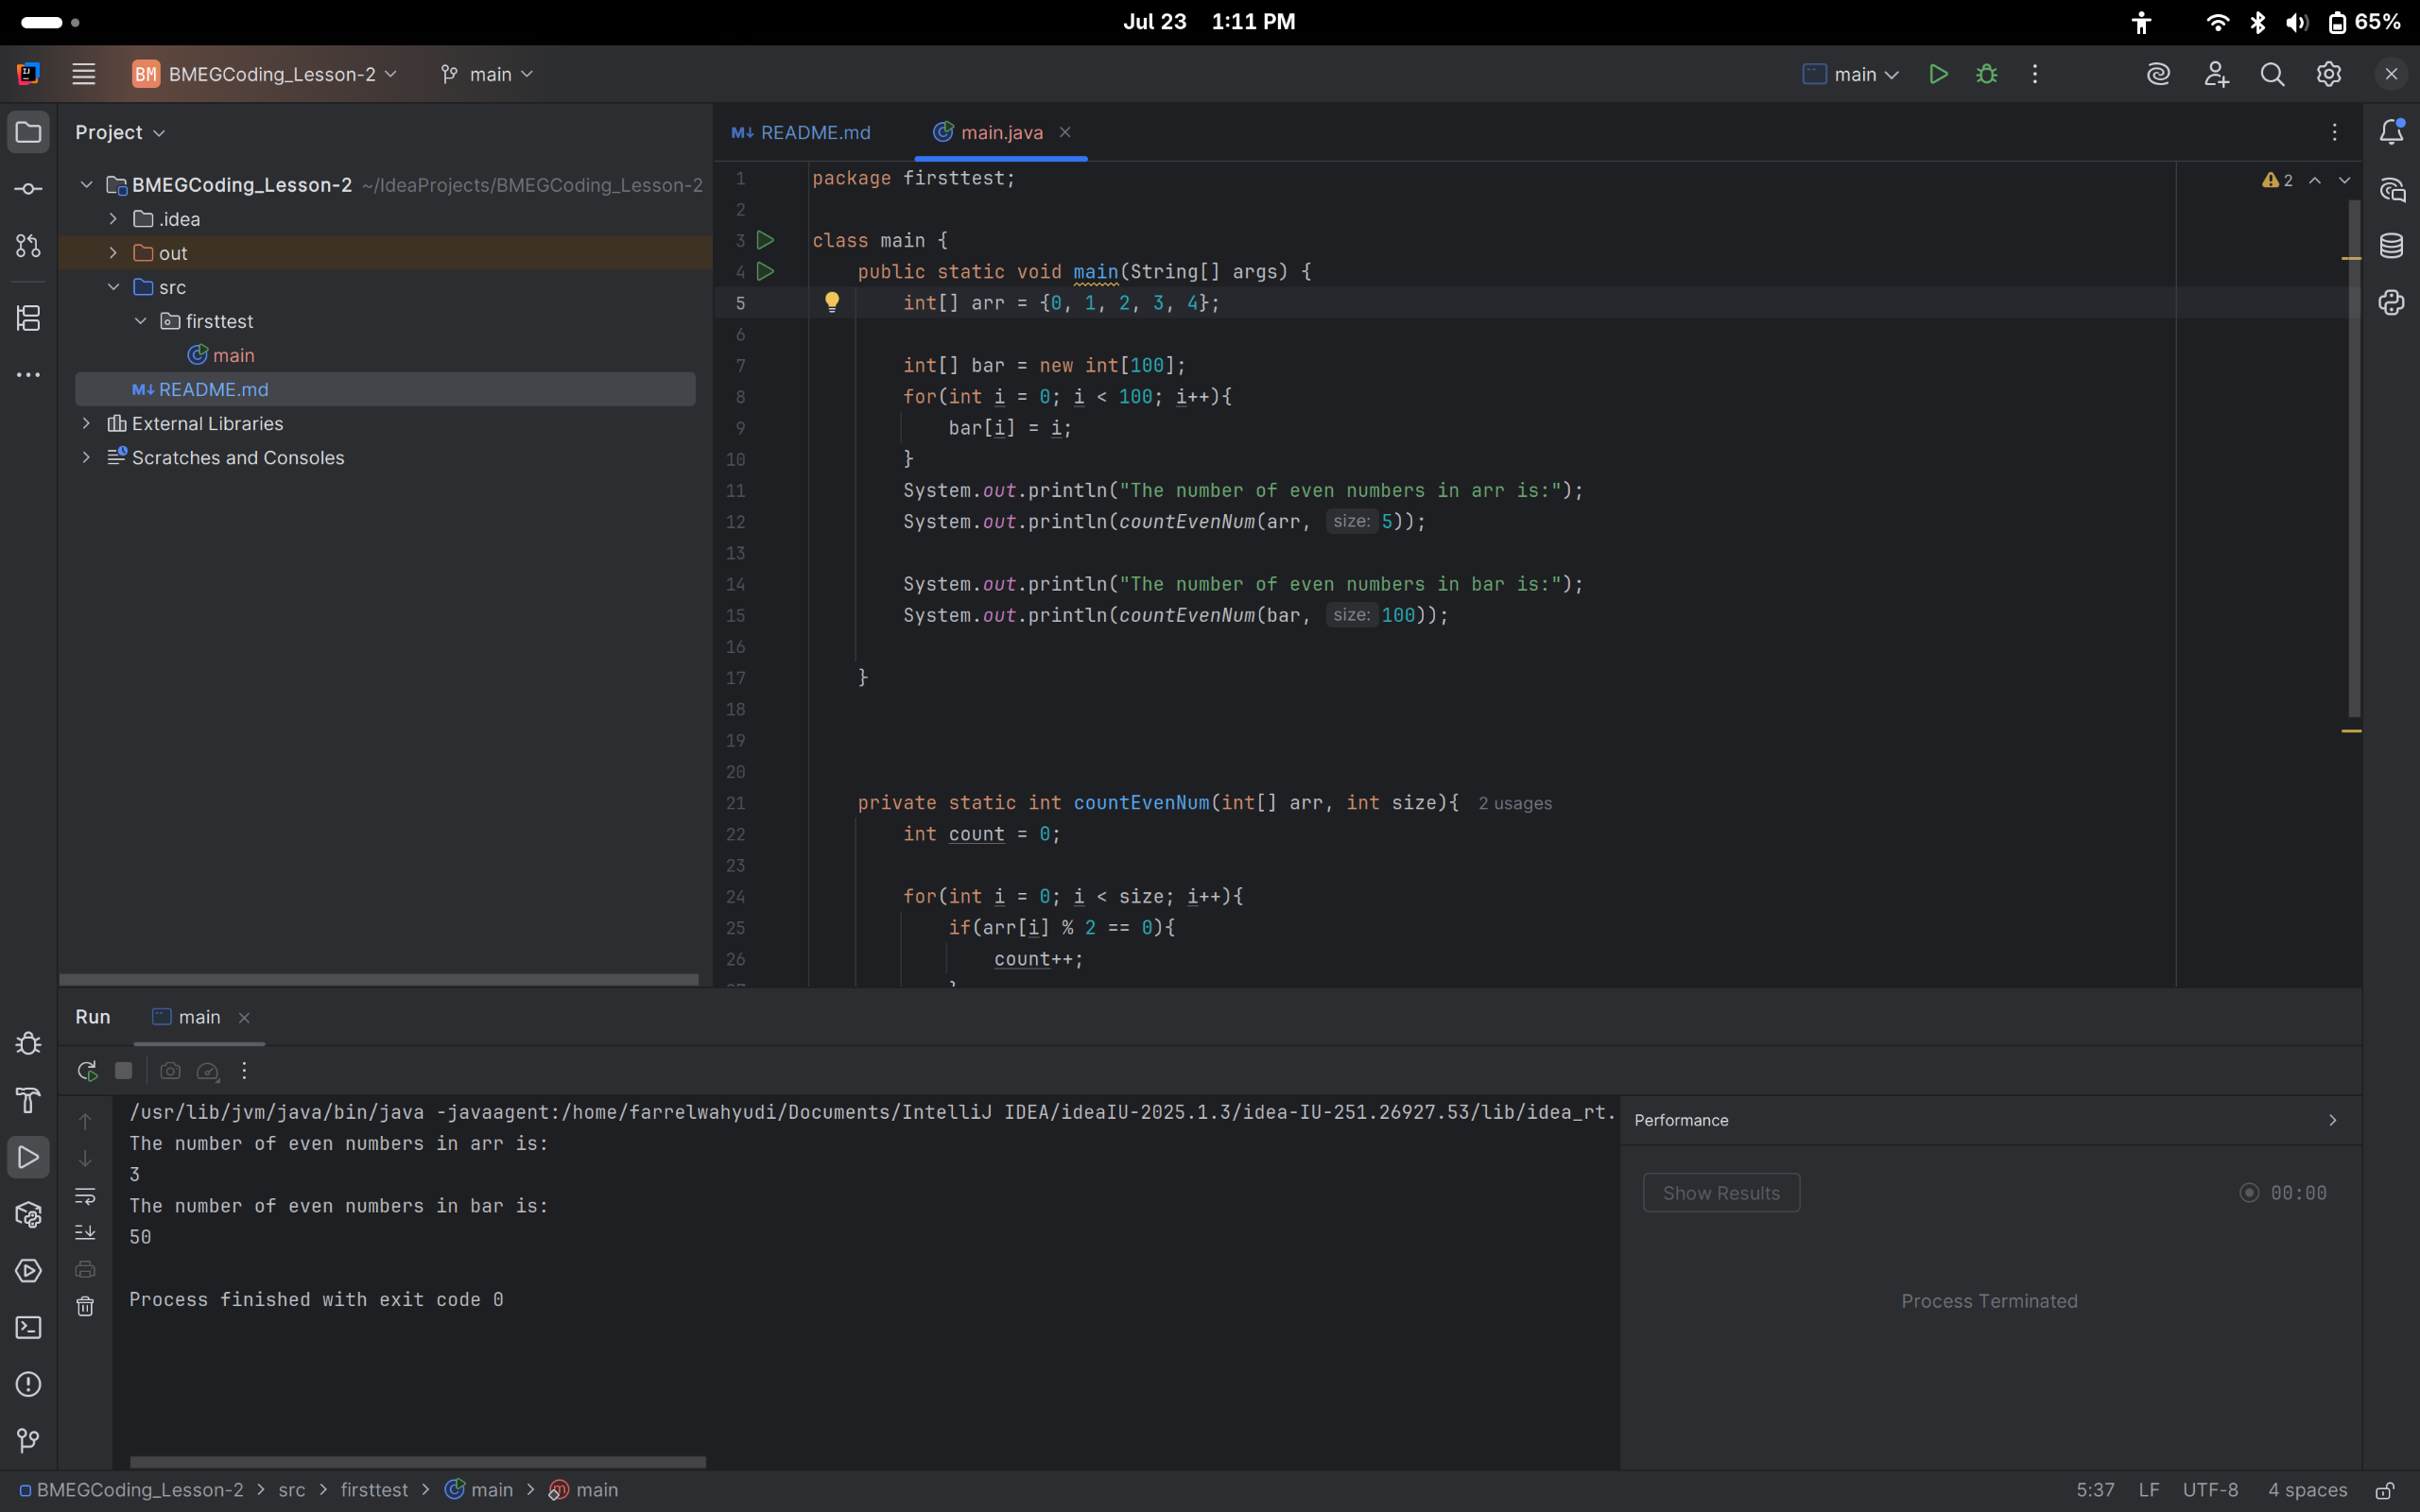 Jul 23 1:11 PM
65%
BM BMEGCoding_Lesson-2
main
main
Project
BMEGCoding_Lesson-2 ~/IdeaProjects/BMEGCoding_Lesson-2
.idea
out
src
firsttest
main
M↓ README.md
External Libraries
Scratches and Consoles
M↓ README.md
main.java
2
1 package firsttest;
2
3 class main {
4 public static void main(String[] args) {
5 int[] arr = {0, 1, 2, 3, 4};
6
7 int[] bar = new int[100];
8 for(int i = 0; i < 100; i++){
9 bar[i] = i;
10 }
11 System.out.println("The number of even numbers in arr is:");
12 System.out.println(countEvenNum(arr, size: 5));
13
14 System.out.println("The number of even numbers in bar is:");
15 System.out.println(countEvenNum(bar, size: 100));
16
17 }
18
19
20
21 private static int countEvenNum(int[] arr, int size){ 2 usages
22 int count = 0;
23
24 for(int i = 0; i < size; i++){
25 if(arr[i] % 2 == 0){
26 count++;
Run
main
/usr/lib/jvm/java/bin/java -javaagent:/home/farrelwahyudi/Documents/IntelliJ IDEA/ideaIU-2025.1.3/idea-IU-251.26927.53/lib/idea_rt.
The number of even numbers in arr is:
3
The number of even numbers in bar is:
50
Process finished with exit code 0
Performance
Show Results
00:00
Process Terminated
BMEGCoding_Lesson-2 > src > firsttest > main > main
5:37 LF UTF-8 4 spaces